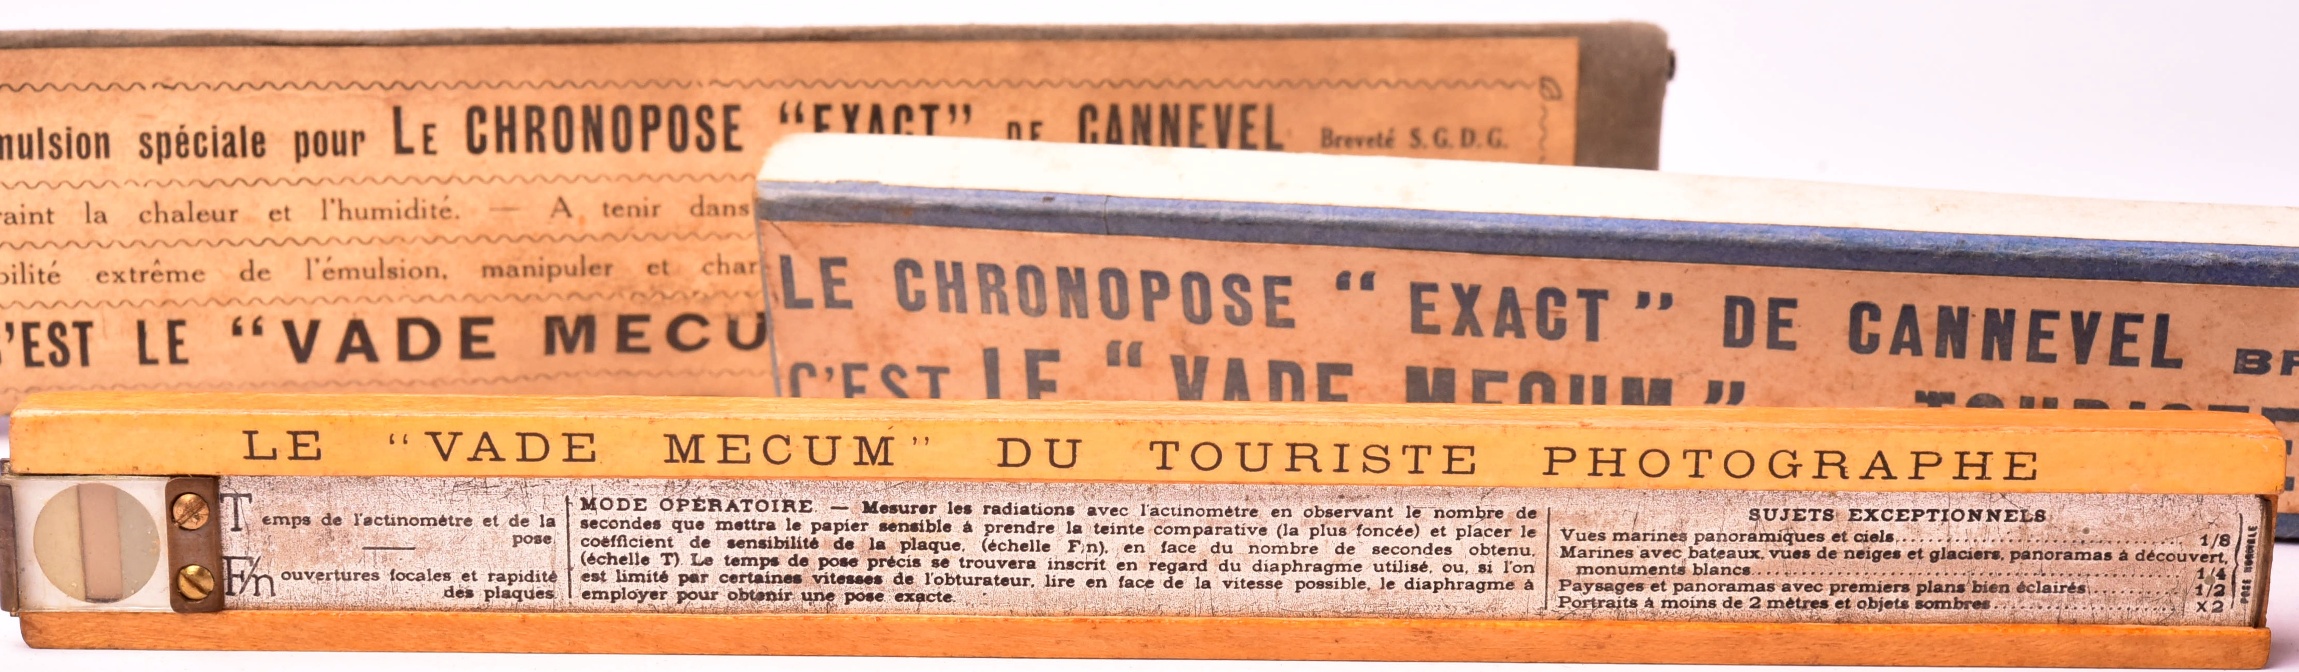 spéciale pour LE CHRONOPOSE “EXACT” DE CANNEVEL Breveté S. G. D. G.
la chaleur et l'humidité. — A tenir dans
extrême de l'émulsion, manipuler et
C'EST LE “VADE
LE CHRONOPOSE “ EXACT ” DE CANNEVEL
C'EST LE “ VADE MECUM ”
LE “VADE MECUM” DU TOURISTE PHOTOGRAPHE
Temps de l'actinomètre et de la
pose
F/n ouvertures focales et rapidité
des plaques
MODE OPÉRATOIRE. — Mesurer les radiations avec l'actinomètre en observant le nombre de
secondes que mettra le papier sensible à prendre la teinte comparative (la plus foncée) et placer le
coëfficient de sensibilité de la plaque, (échelle F/n), en face du nombre de secondes obtenu,
(échelle T). Le temps de pose précis se trouvera inscrit en regard du diaphragme utilisé, ou, si l'on
est limité par certaines vitesses de l'obturateur, lire en face de la vitesse possible, le diaphragme à
employer pour obtenir une pose exacte.
SUJETS EXCEPTIONNELS
Vues marines panoramiques et ciels 1/8
Marines avec bateaux, vues de neiges et glaciers, panoramas à découvert,
monuments blancs 1/4
Paysages et panoramas avec premiers plans bien éclairés 1/2
Portraits à moins de 2 mètres et objets sombres x 2
POSE NORMALE